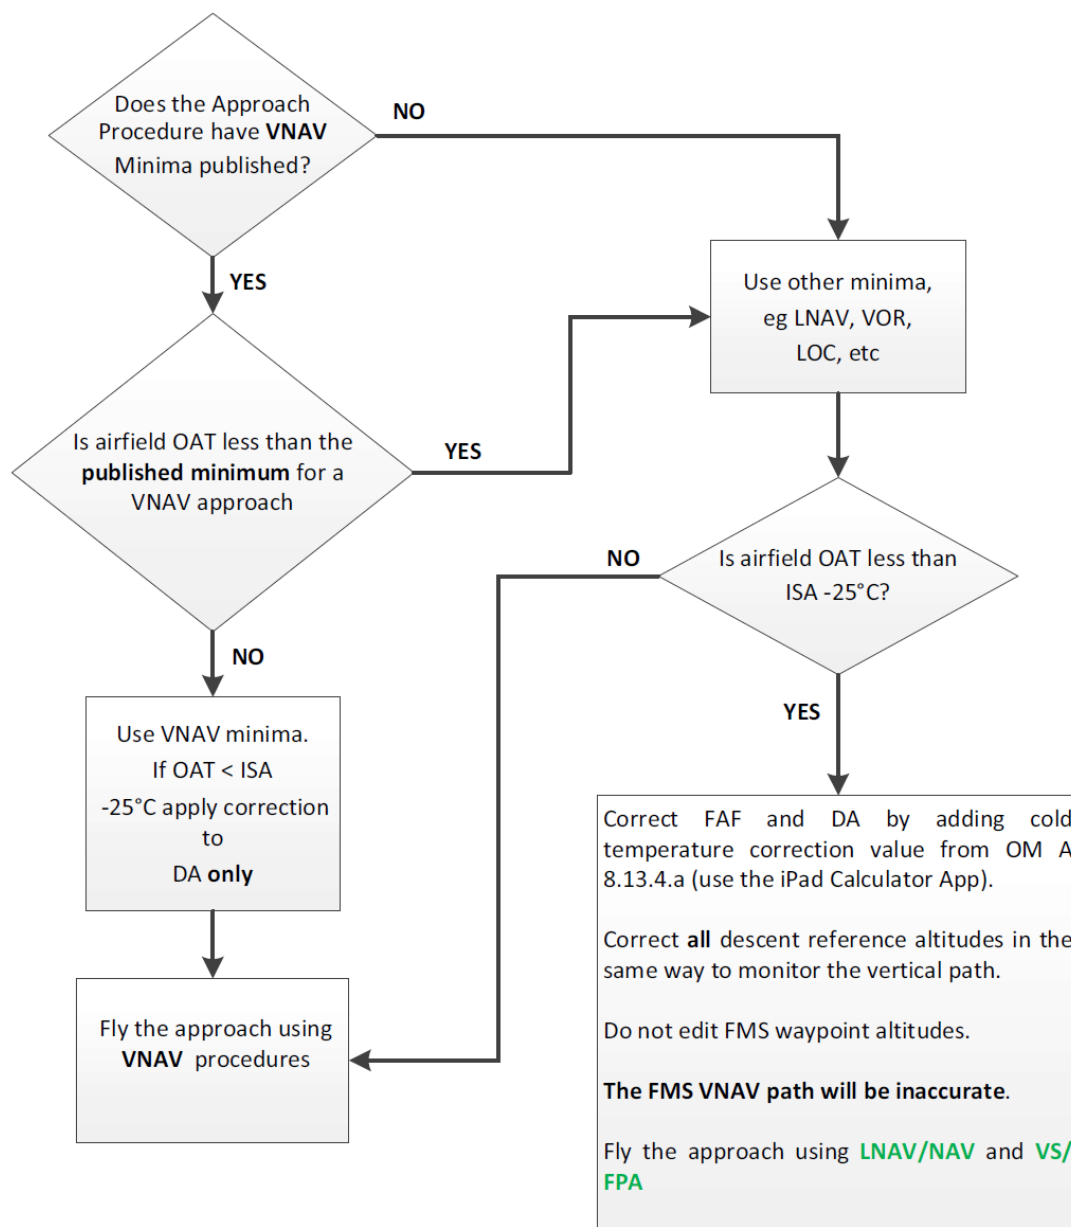 Does the Approach
Procedure have VNAV
Minima published?
NO
YES
Use other minima,
eg LNAV, VOR,
LOC, etc
Is airfield OAT less than the
published minimum for a
VNAV approach
YES
NO
Is airfield OAT less than
ISA -25°C?
NO
YES
Use VNAV minima.
If OAT < ISA
-25°C apply correction
to
DA only
Fly the approach using
VNAV procedures
Correct FAF and DA by adding cold
temperature correction value from OM A
8.13.4.a (use the iPad Calculator App).
Correct all descent reference altitudes in the
same way to monitor the vertical path.
Do not edit FMS waypoint altitudes.
The FMS VNAV path will be inaccurate.
Fly the approach using LNAV/NAV and VS/
FPA